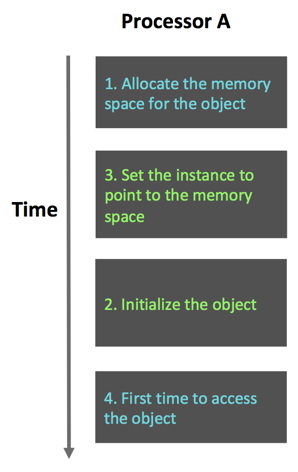 Processor A
1. Allocate the memory
space for the object
3. Set the instance to
point to the memory
space
Time
2. Initialize the object
4. First time to access
the object